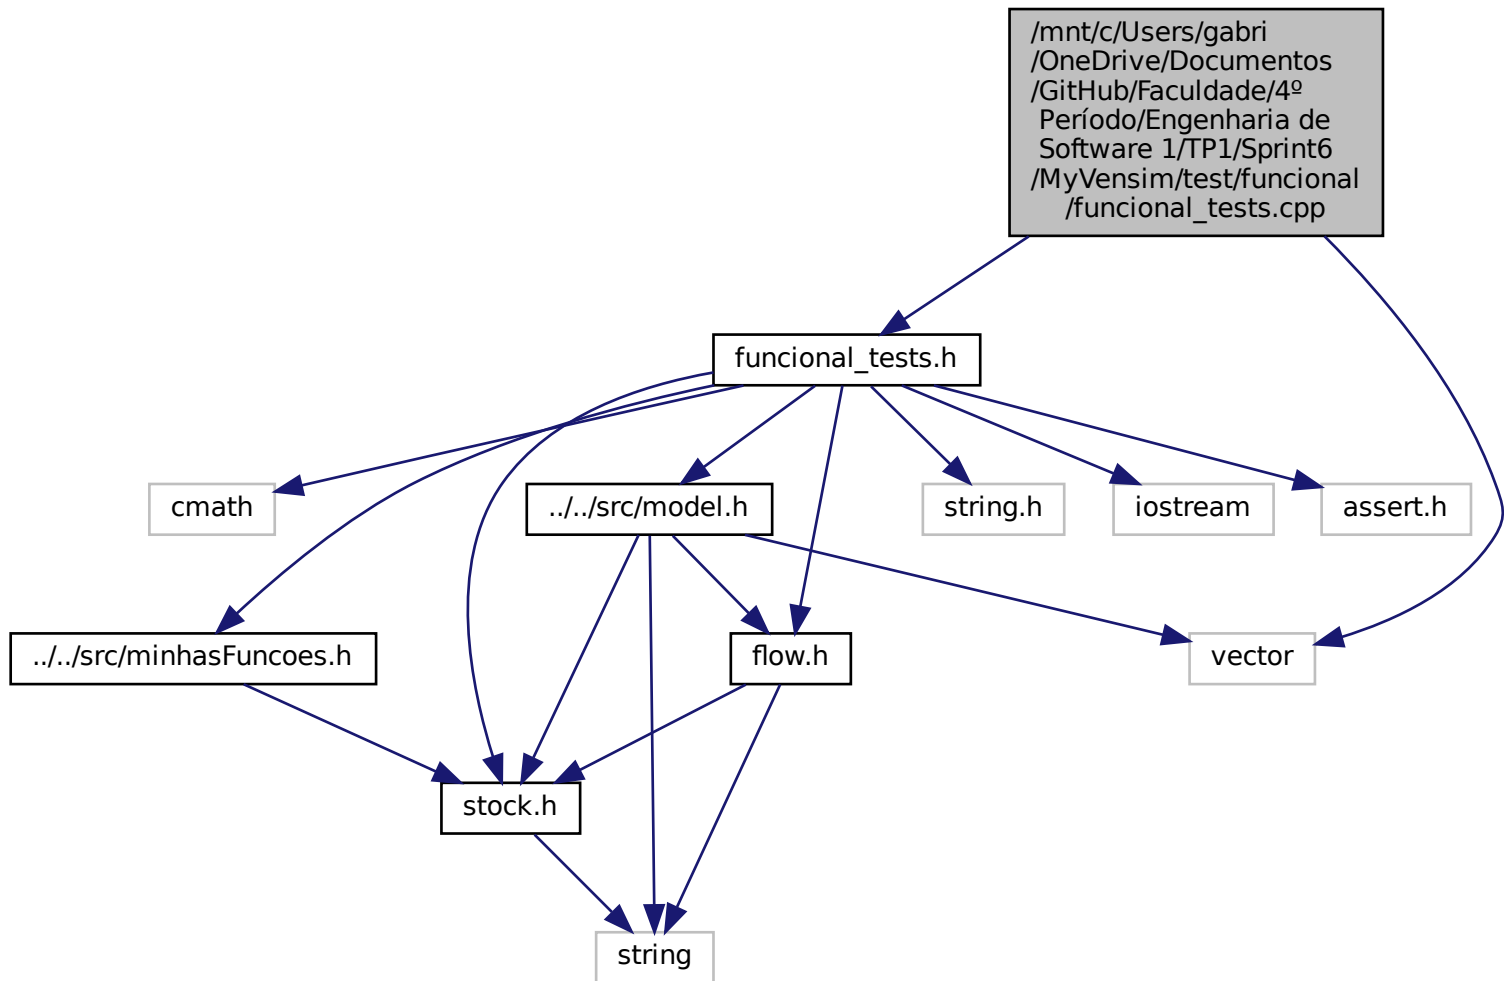 /mnt/c/Users/gabri
/OneDrive/Documentos
/GitHub/Faculdade/4º
Período/Engenharia de
Software 1/TP1/Sprint6
/MyVensim/test/funcional
/funcional_tests.cpp
funcional_tests.h
cmath
../../src/model.h
string.h
iostream
assert.h
../../src/minhasFuncoes.h
flow.h
vector
stock.h
string